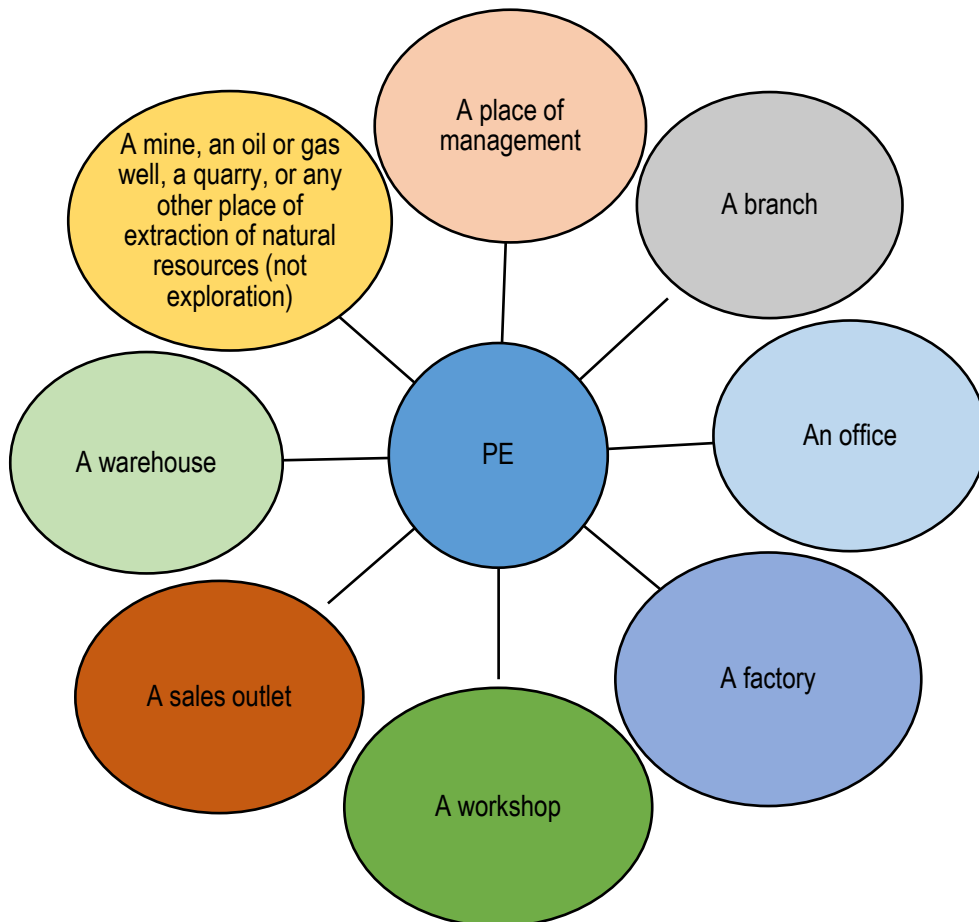 A place of
management
A branch
An office
A factory
A workshop
A sales outlet
A warehouse
A mine, an oil or gas
well, a quarry, or any
other place of
extraction of natural
resources (not
exploration)
PE